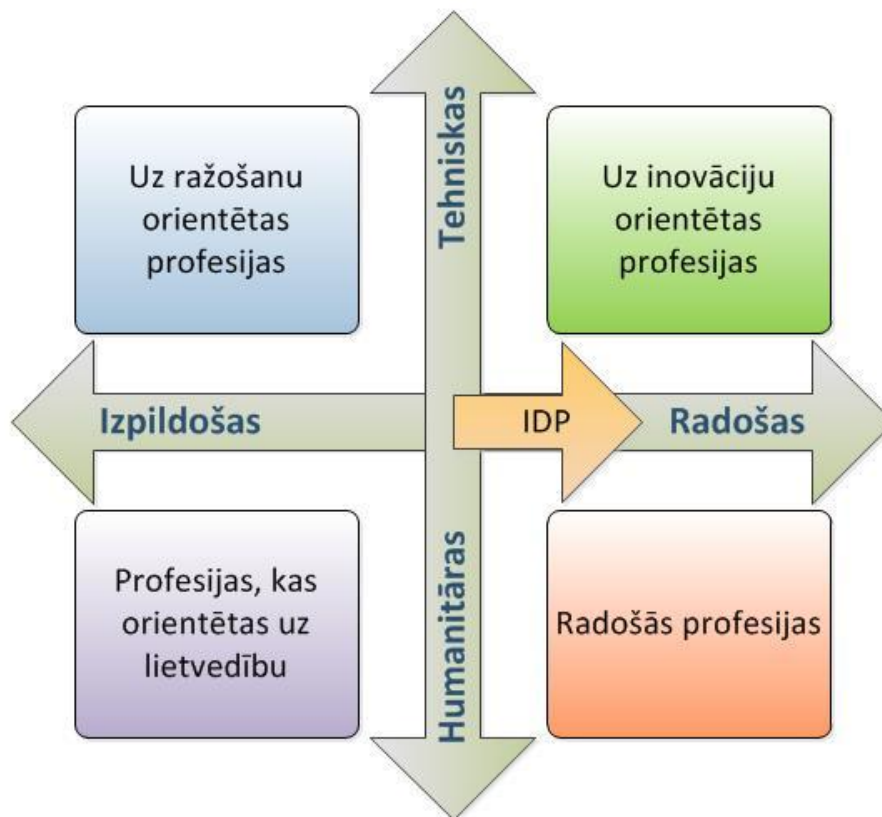 Tehniskas
Uz ražošanu
orientētas
profesijas
Uz inovāciju
orientētas
profesijas
Izpildošas
IDP
Radošas
Profesijas, kas
orientētas uz
lietvedību
Humanitāras
Radošās profesijas